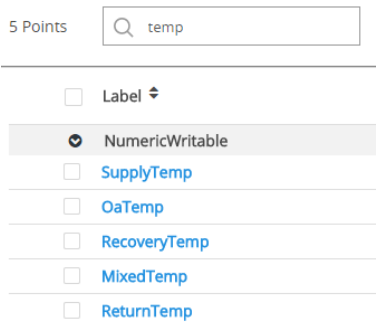 5 Points temp
Label
NumericWritable
SupplyTemp
OaTemp
RecoveryTemp
MixedTemp
ReturnTemp